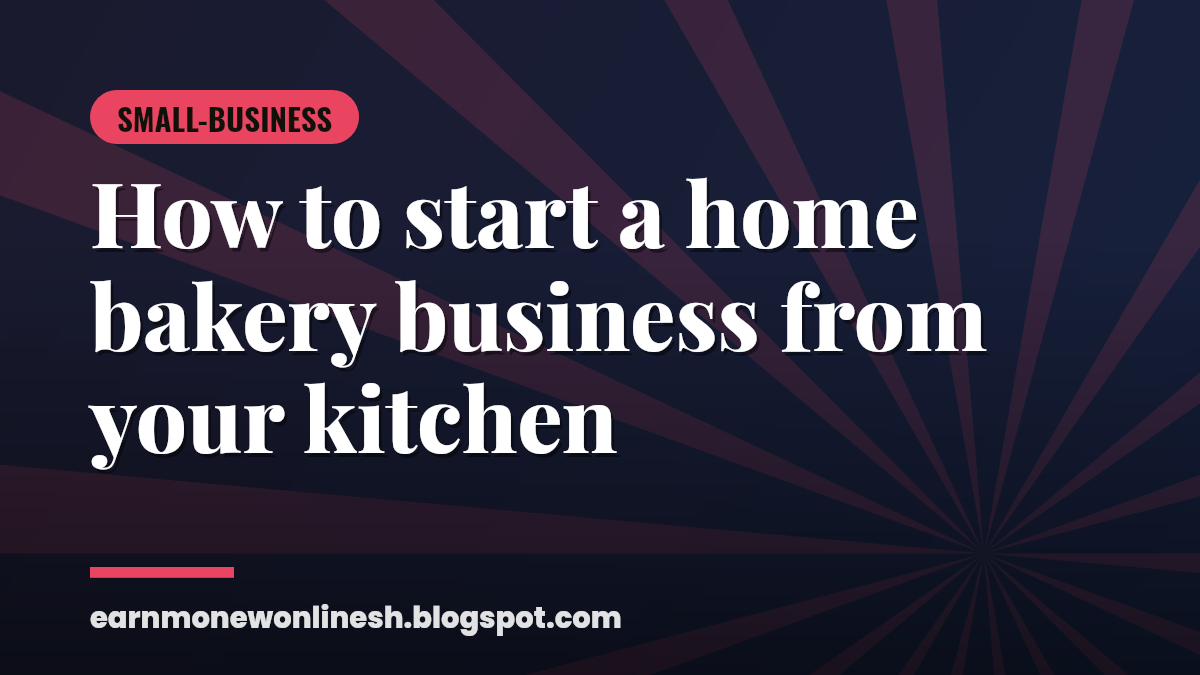 SMALL-BUSINESS
How to start a home
bakery business from
your kitchen
earnmonewonlinesh.blogspot.com